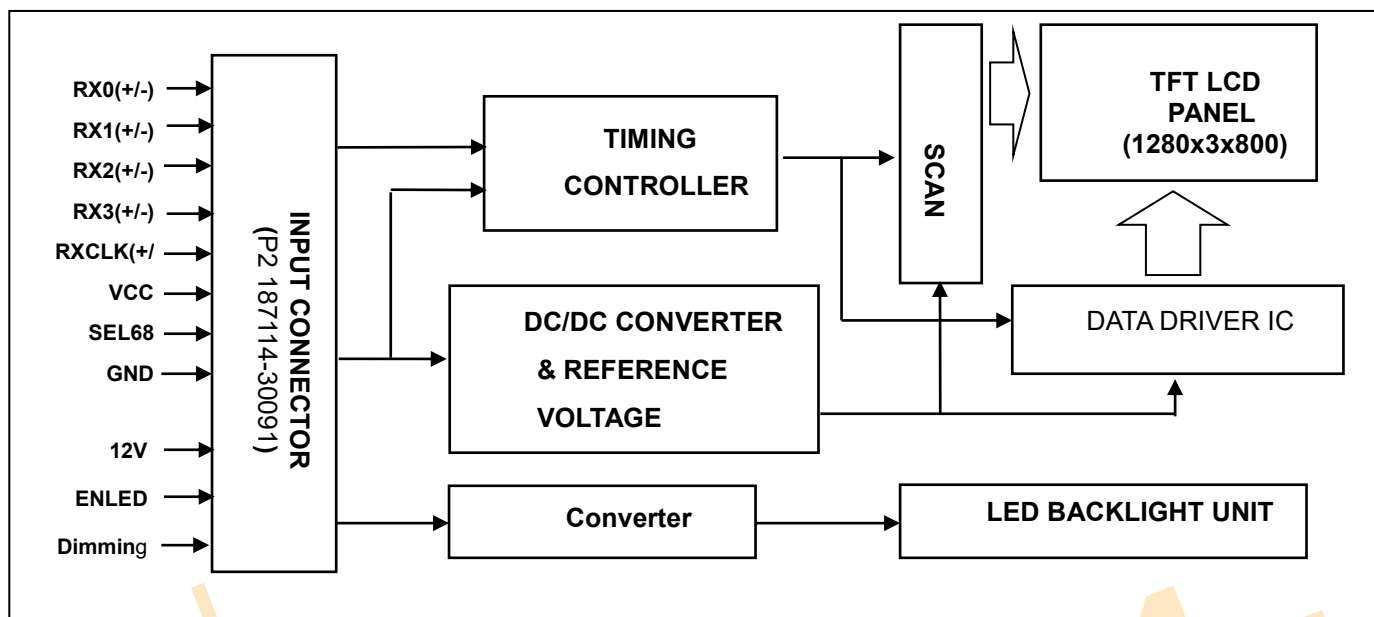 RX0(+/-)
RX1(+/-)
RX2(+/-)
RX3(+/-)
RXCLK(+/
VCC
SEL68
GND
12V
ENLED
Dimming
INPUT CONNECTOR
(P2 187114-30091)
TIMING
CONTROLLER
DC/DC CONVERTER
& REFERENCE
VOLTAGE
Converter
SCAN
TFT LCD
PANEL
(1280x3x800)
DATA DRIVER IC
LED BACKLIGHT UNIT